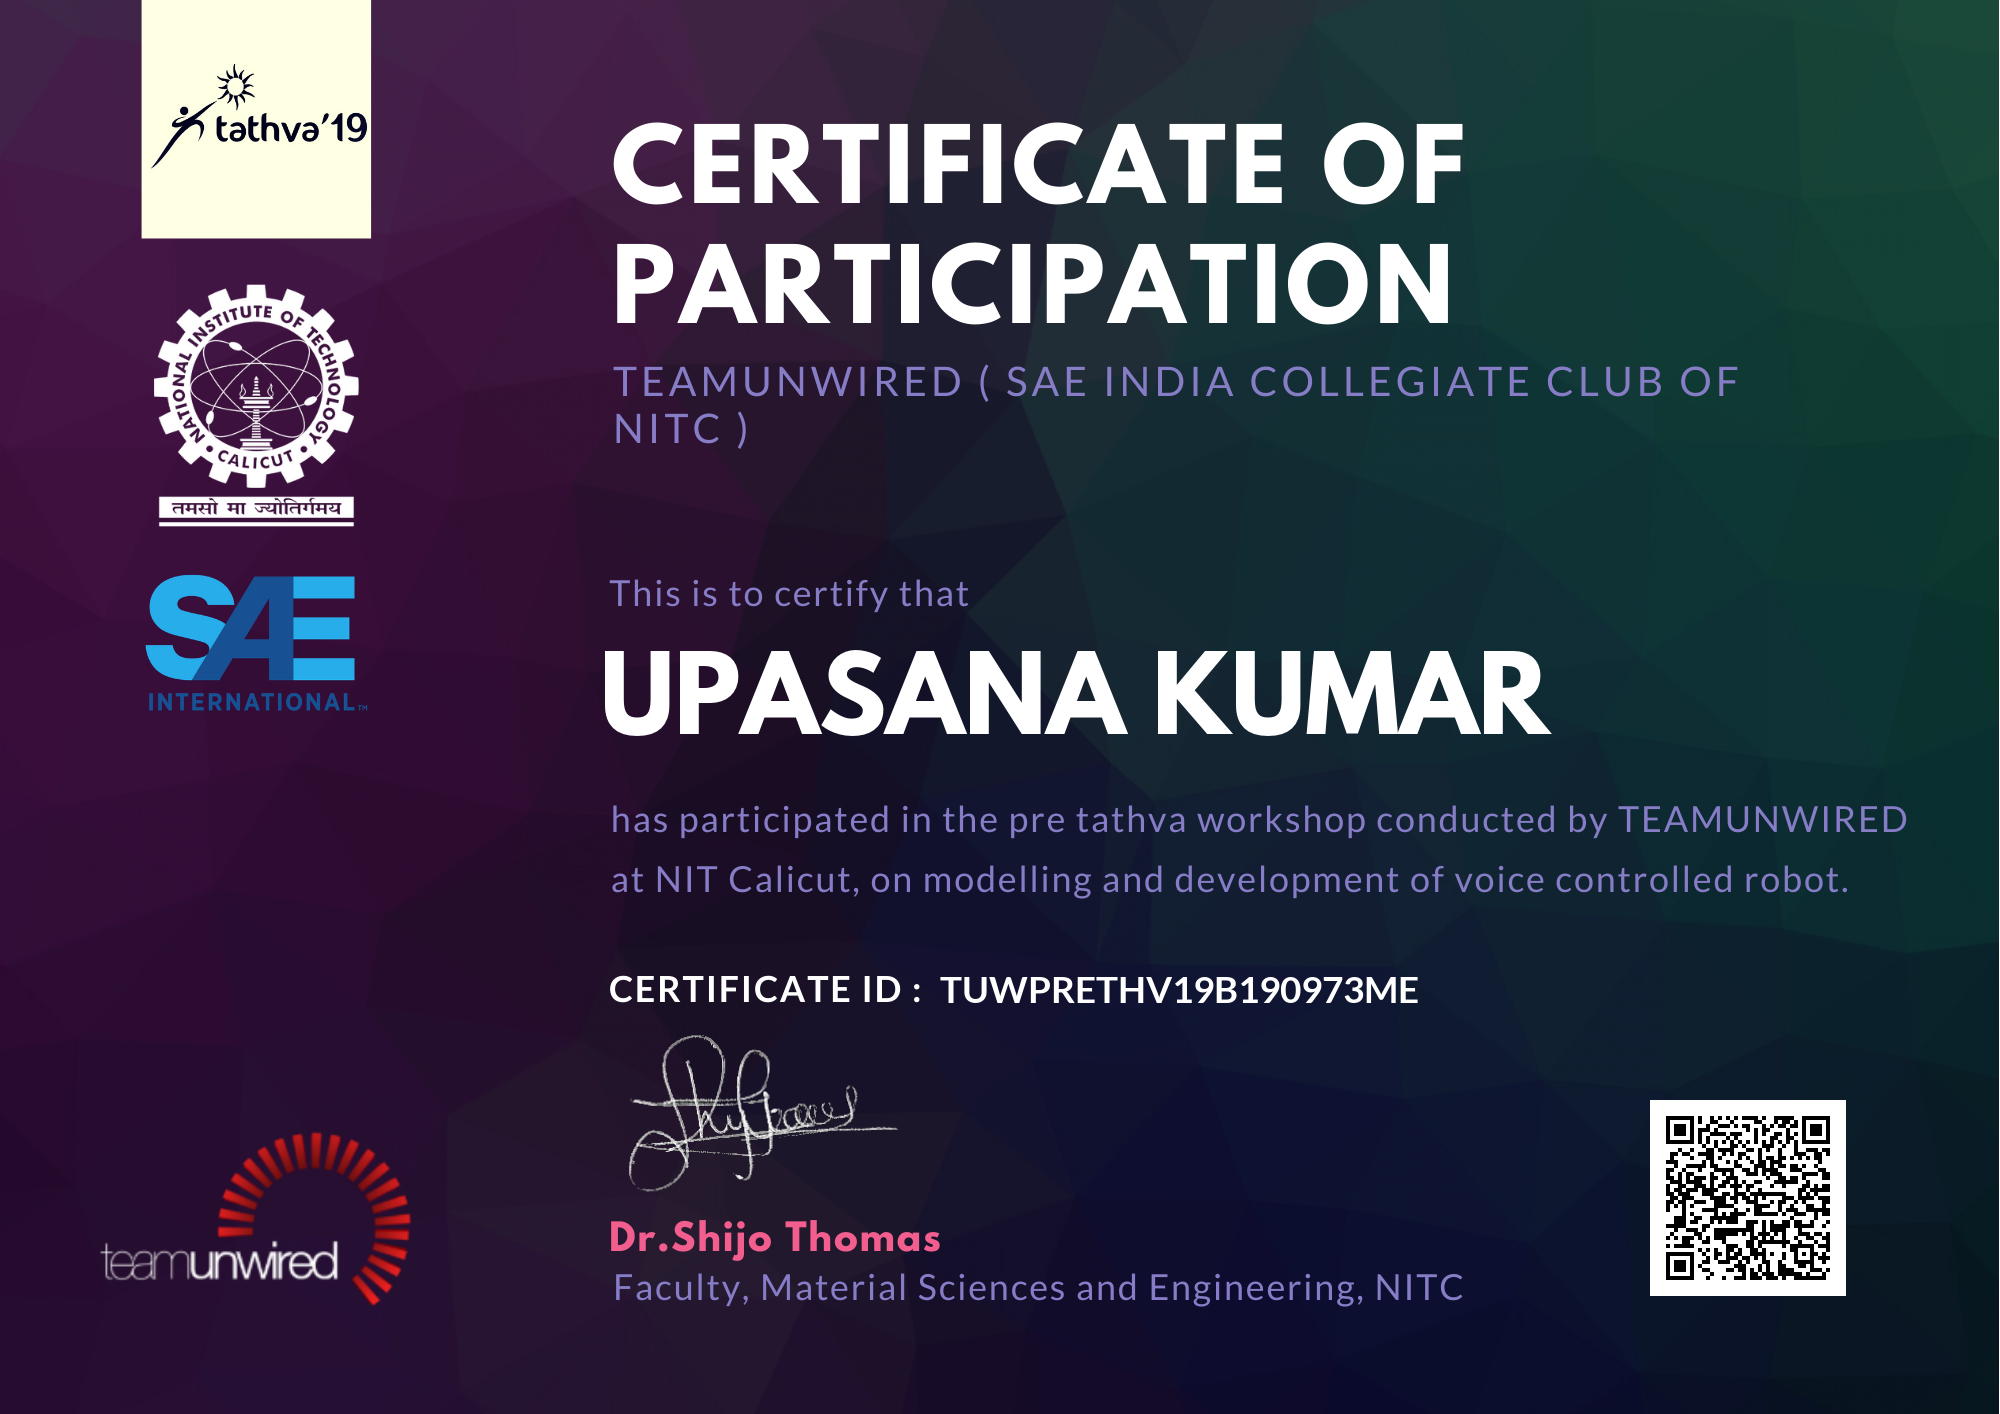 tathva'19
NATIONAL INSTITUTE OF TECHNOLOGY
• CALICUT •
तमसो मा ज्योतिर्गमय
SAE
INTERNATIONAL™
CERTIFICATE OF
PARTICIPATION
TEAMUNWIRED ( SAE INDIA COLLEGIATE CLUB OF
NITC )
This is to certify that
UPASANA KUMAR
has participated in the pre tathva workshop conducted by TEAMUNWIRED
at NIT Calicut, on modelling and development of voice controlled robot.
CERTIFICATE ID : TUWPRETHV19B190973ME
Dr.Shijo Thomas
Faculty, Material Sciences and Engineering, NITC
teamunwired